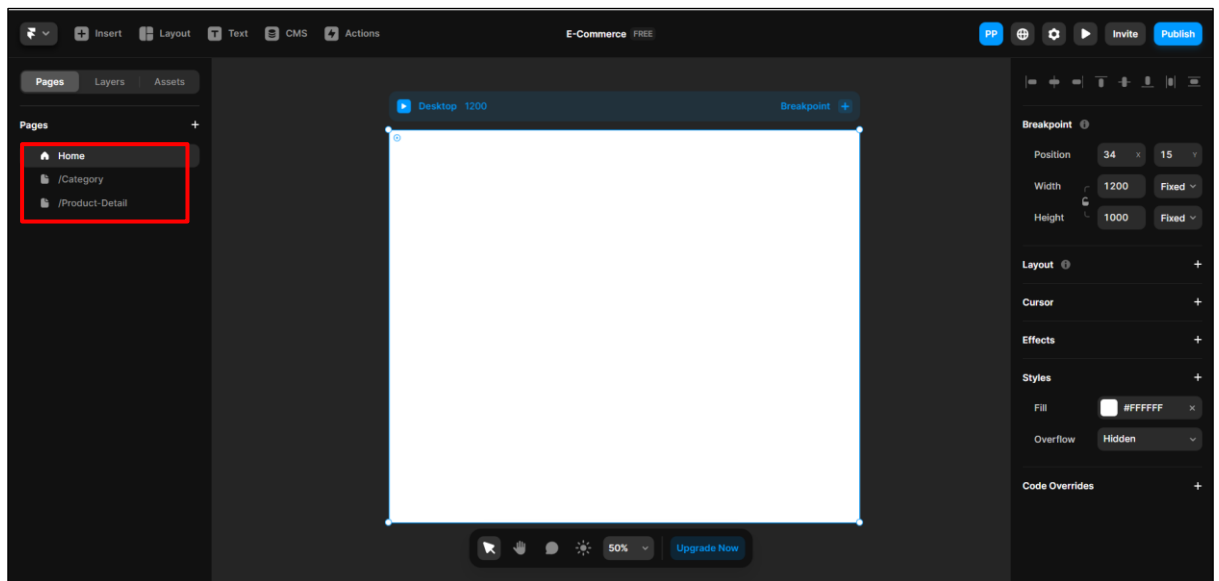 Insert Layout Text CMS Actions E-Commerce FREE PP Invite Publish
Pages Layers Assets
Pages
Home
/Category
/Product-Detail
Desktop 1200 Breakpoint
Breakpoint
Position 34 X 15 Y
Width 1200 Fixed
Height 1000 Fixed
Layout
Cursor
Effects
Styles
Fill #FFFFFF
Overflow Hidden
Code Overrides
50% Upgrade Now